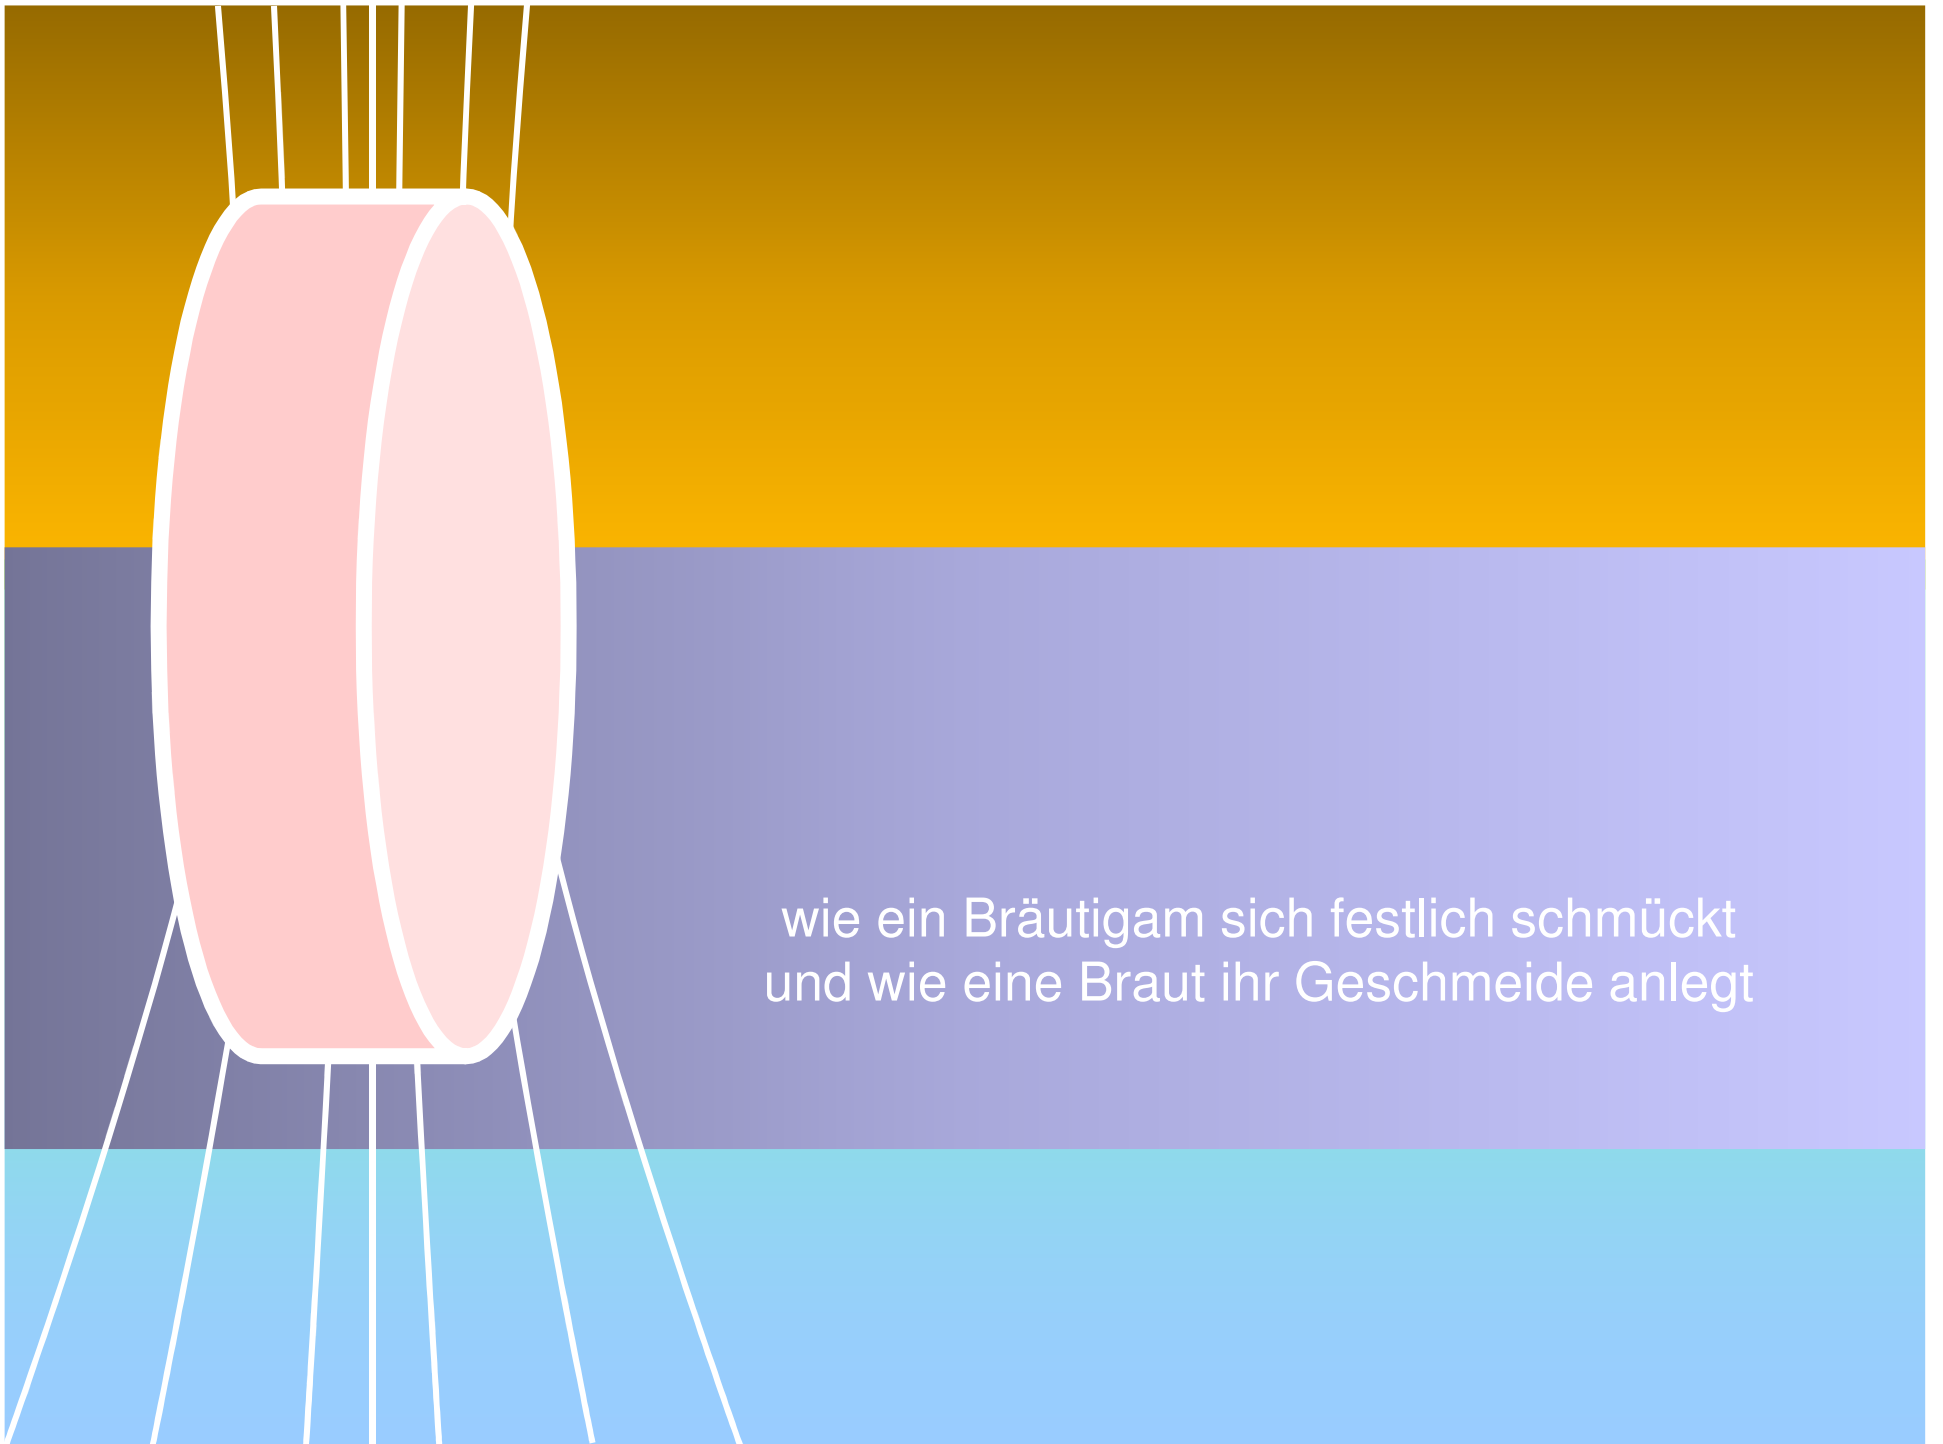 wie ein Bräutigam sich festlich schmückt
und wie eine Braut ihr Geschmeide anlegt